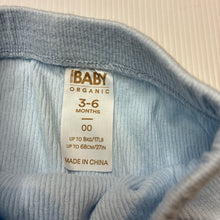 BABY
ORGANIC
3-6
MONTHS
00
UP TO 8KG/17LB
UP TO 68CM/27IN
MADE IN CHINA